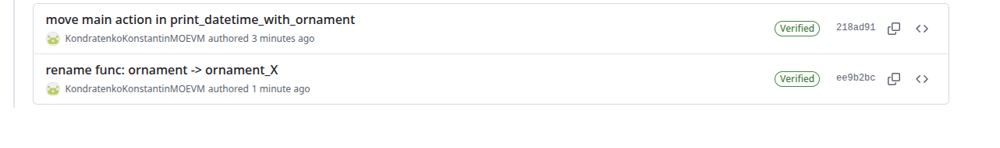 move main action in print_datetime_with_ornament
KondratenkoKonstantinMOEVM authored 3 minutes ago
Verified 218ad91
rename func: ornament -> ornament_X
KondratenkoKonstantinMOEVM authored 1 minute ago
Verified ee9b2bc